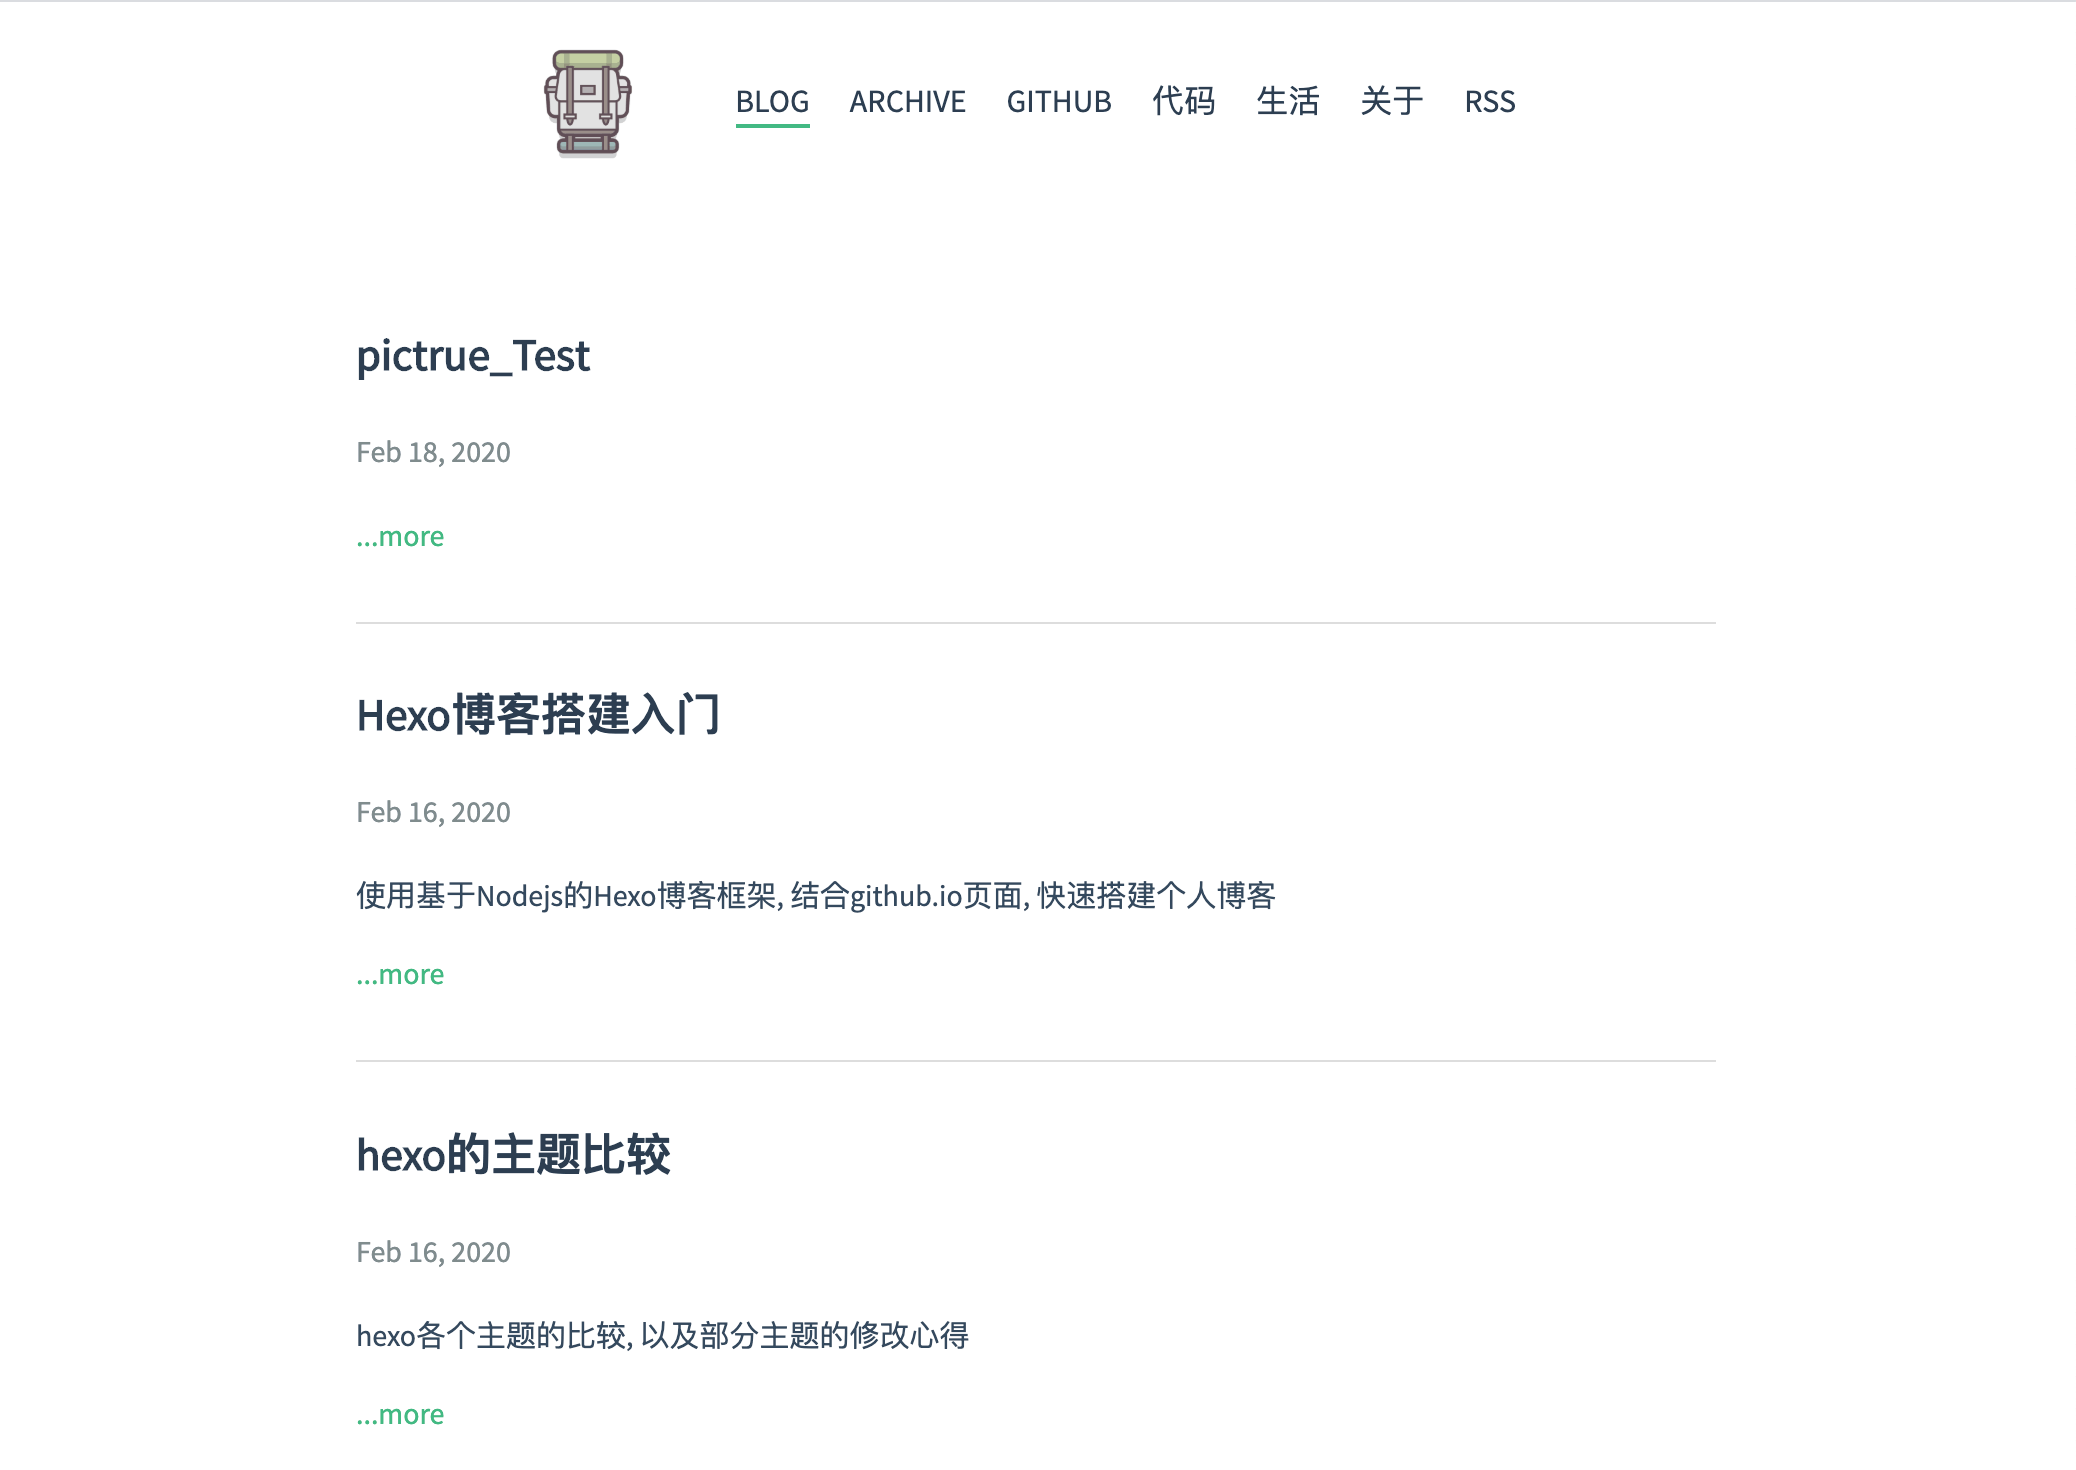 BLOG ARCHIVE GITHUB 代码 生活 关于 RSS
pictrue_Test
Feb 18, 2020
...more
Hexo博客搭建入门
Feb 16, 2020
使用基于Nodejs的Hexo博客框架, 结合github.io页面, 快速搭建个人博客
...more
hexo的主题比较
Feb 16, 2020
hexo各个主题的比较, 以及部分主题的修改心得
...more